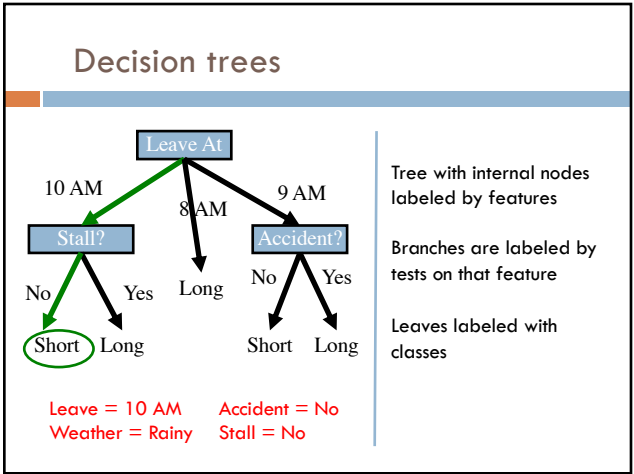 Decision trees
Leave At
10 AM
8 AM
9 AM
Stall?
Accident?
No
Yes
Long
No
Yes
Short
Long
Short
Long
Tree with internal nodes
labeled by features
Branches are labeled by
tests on that feature
Leaves labeled with
classes
Leave = 10 AM Accident = No
Weather = Rainy Stall = No